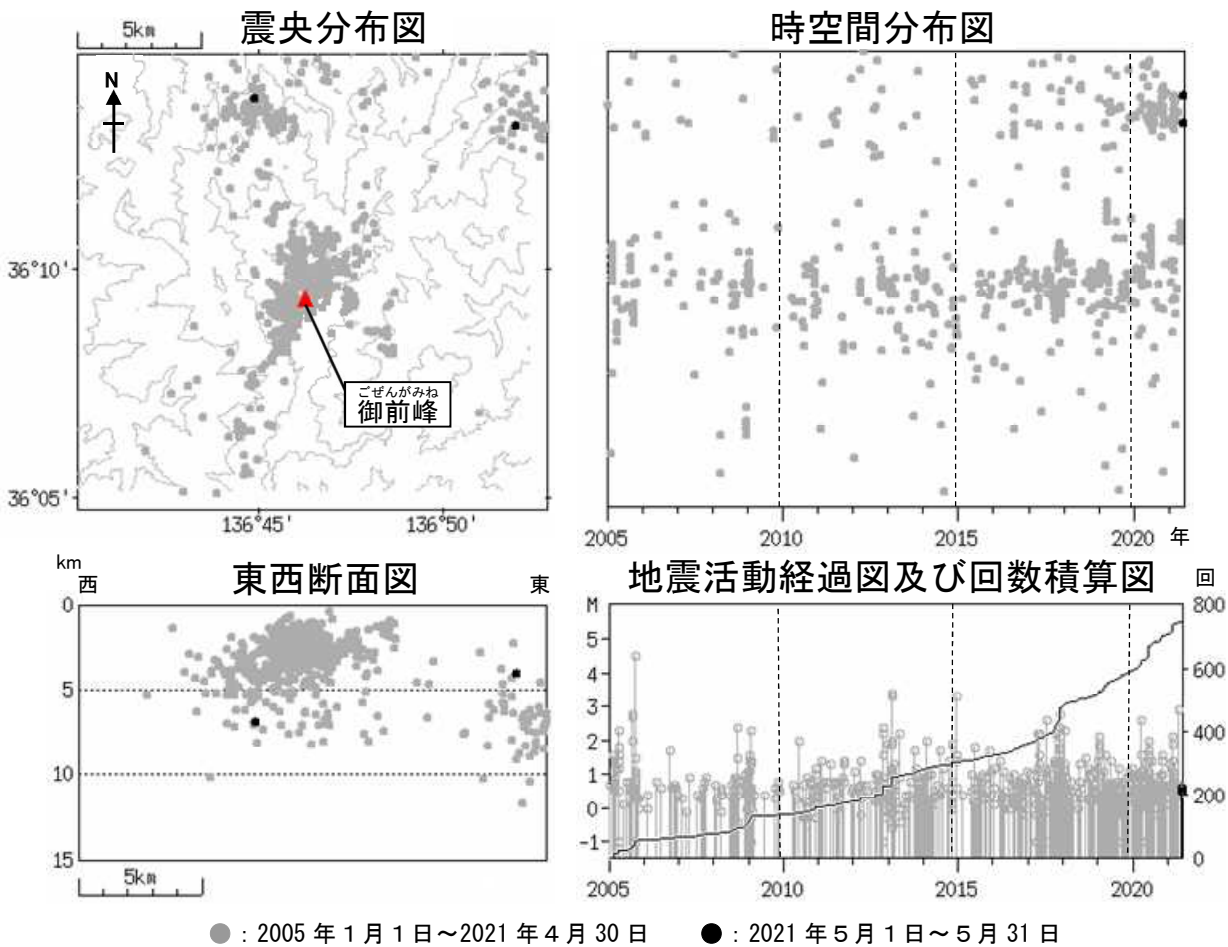 震央分布図
5km
N
36°10'
36°05'
136°45'
136°50'
ごぜんがみね
御前峰
時空間分布図
2005
2010
2015
2020
年
東西断面図
km
西
東
0
5
10
15
5km
地震活動経過図及び回数積算図
M
5
4
3
2
1
0
-1
回
800
600
400
200
0
2005
2010
2015
2020
●：2005 年 1 月 1 日～2021 年 4 月 30 日 ●：2021 年 5 月 1 日～5 月 31 日